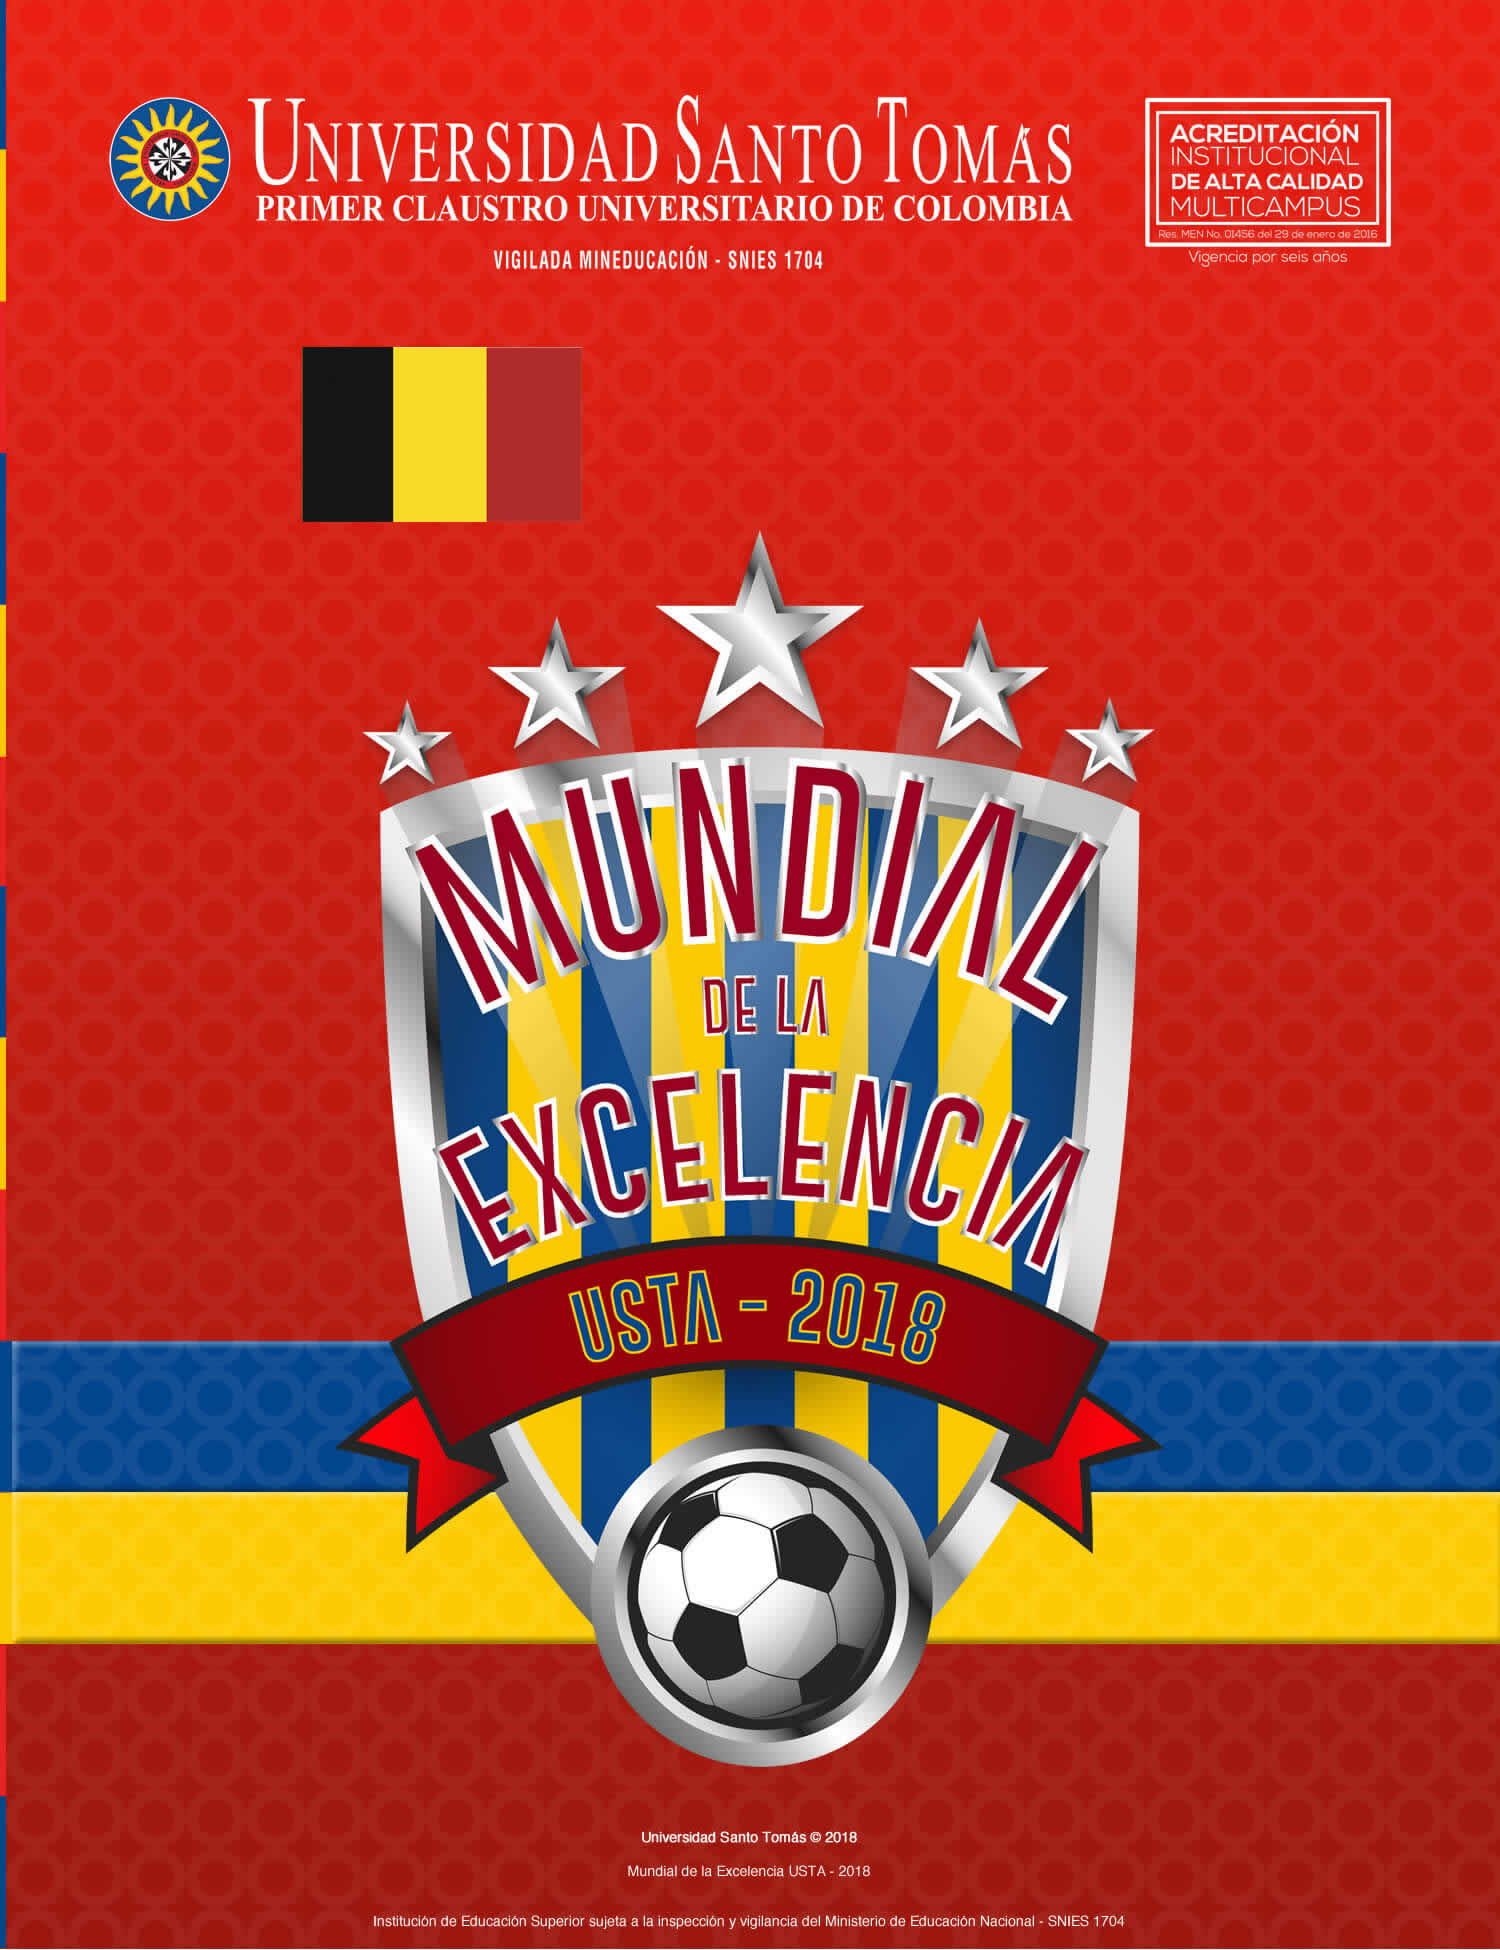 UNIVERSIDAD SANTO TOMÁS
PRIMER CLAUSTRO UNIVERSITARIO DE COLOMBIA
VIGILADA MINEDUCACIÓN - SNIES 1704
ACREDITACIÓN
INSTITUCIONAL
DE ALTA CALIDAD
MULTICAMPUS
Res. MEN No. 01456 del 29 de enero de 2016
Vigencia por seis años
MUNDIAL
DE LA
EXCELENCIA
USTA - 2018
Universidad Santo Tomás © 2018
Mundial de la Excelencia USTA - 2018
Institución de Educación Superior sujeta a la inspección y vigilancia del Ministerio de Educación Nacional - SNIES 1704